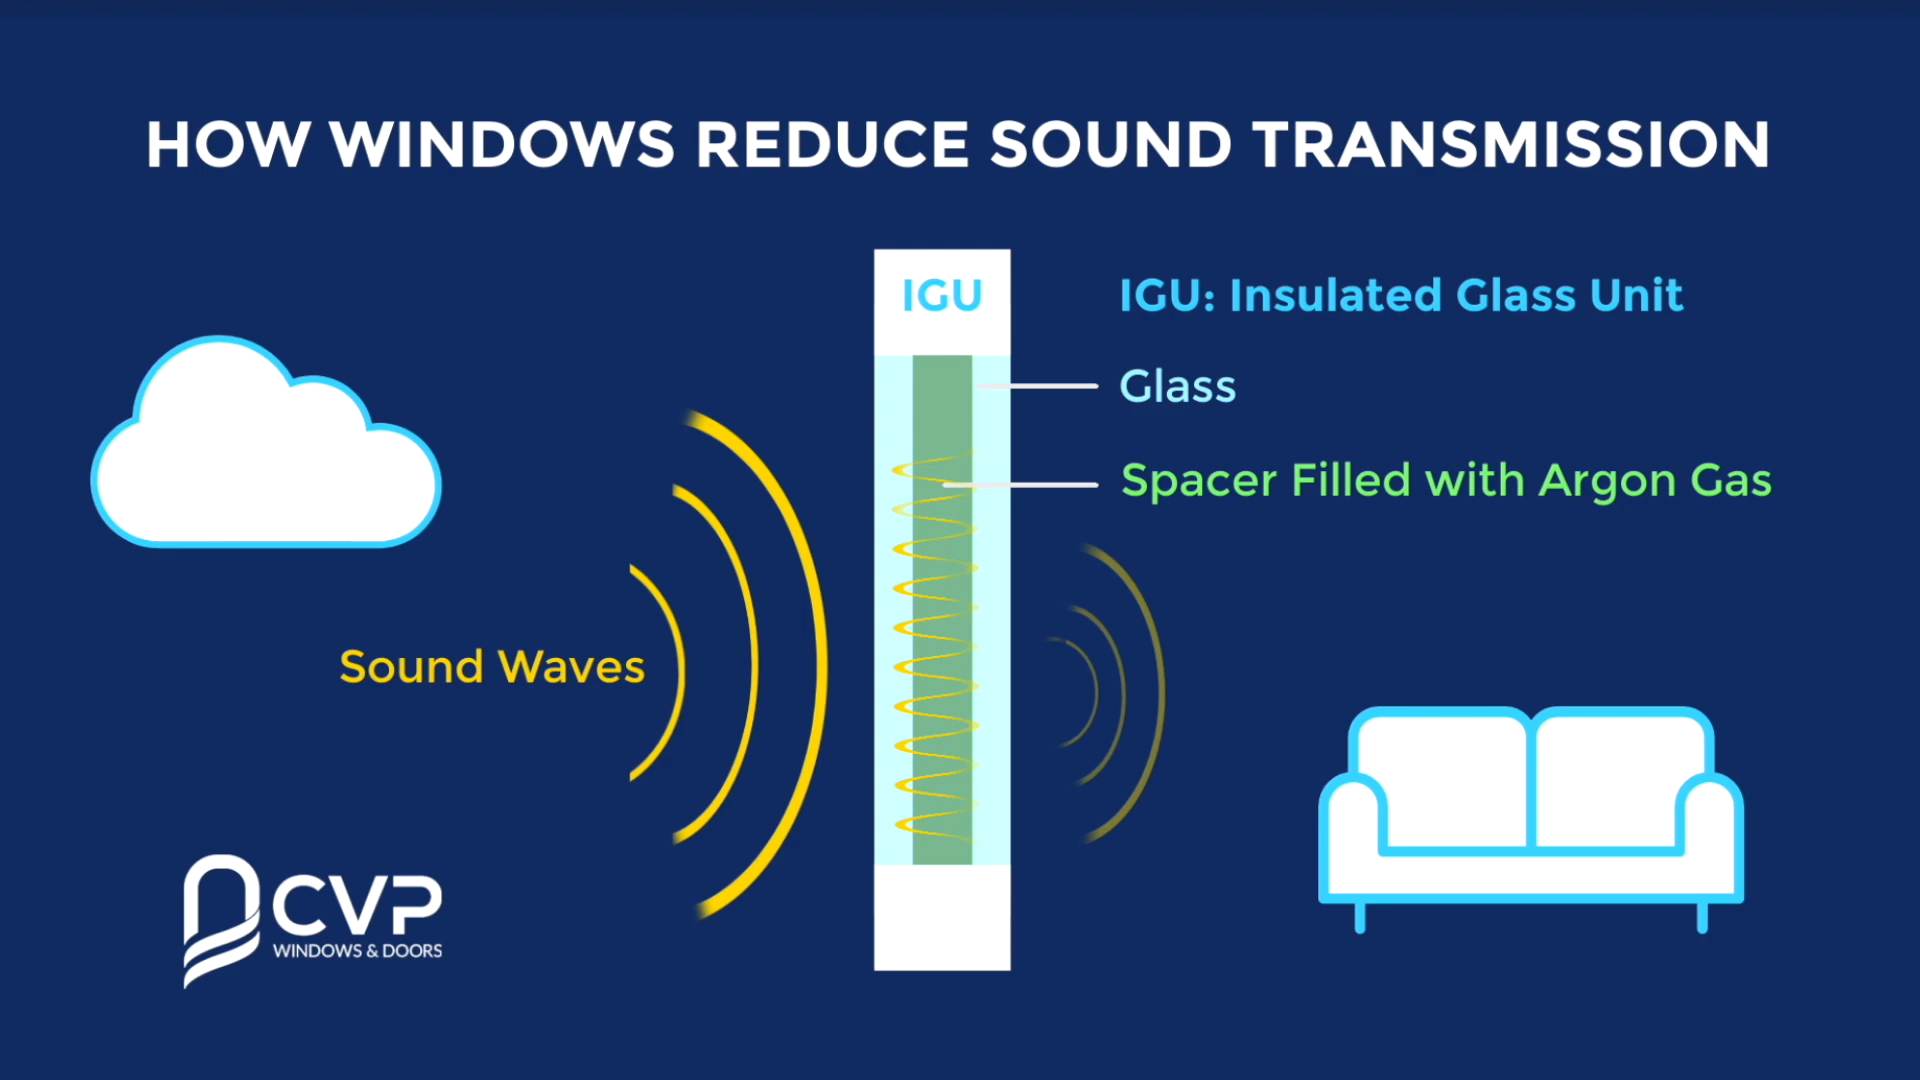 HOW WINDOWS REDUCE SOUND TRANSMISSION
IGU
IGU: Insulated Glass Unit
Glass
Spacer Filled with Argon Gas
Sound Waves
CVP
WINDOWS & DOORS